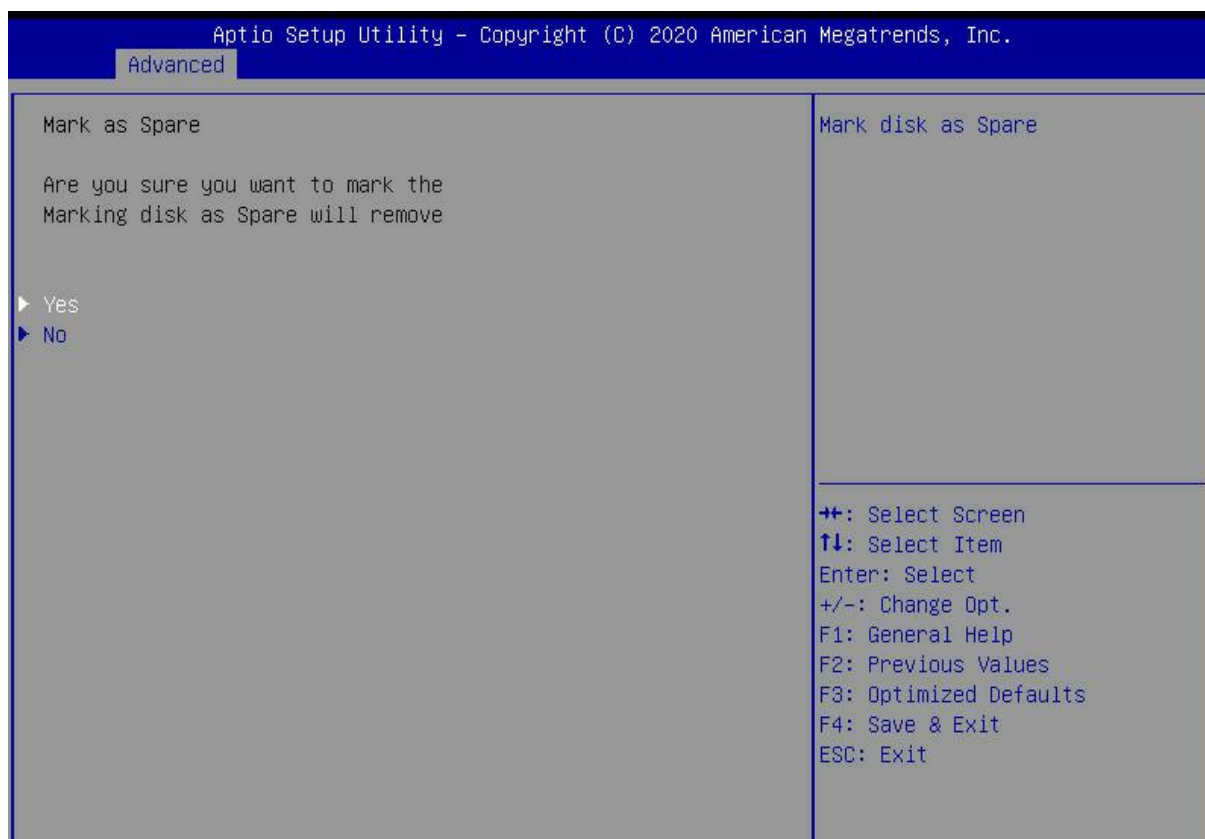 Aptio Setup Utility – Copyright (C) 2020 American Megatrends, Inc.
Advanced
Mark as Spare
Are you sure you want to mark the
Marking disk as Spare will remove
Yes
No
Mark disk as Spare
→←: Select Screen
↑↓: Select Item
Enter: Select
+/-: Change Opt.
F1: General Help
F2: Previous Values
F3: Optimized Defaults
F4: Save & Exit
ESC: Exit